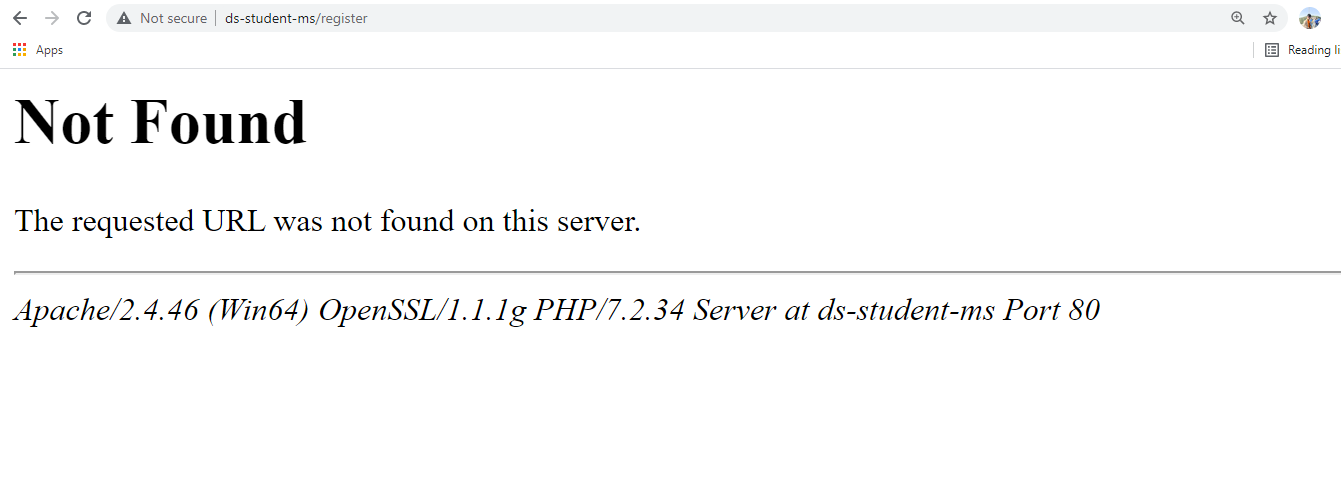 Not secure | ds-student-ms/register
Apps
Reading li
Not Found
The requested URL was not found on this server.
Apache/2.4.46 (Win64) OpenSSL/1.1.1g PHP/7.2.34 Server at ds-student-ms Port 80